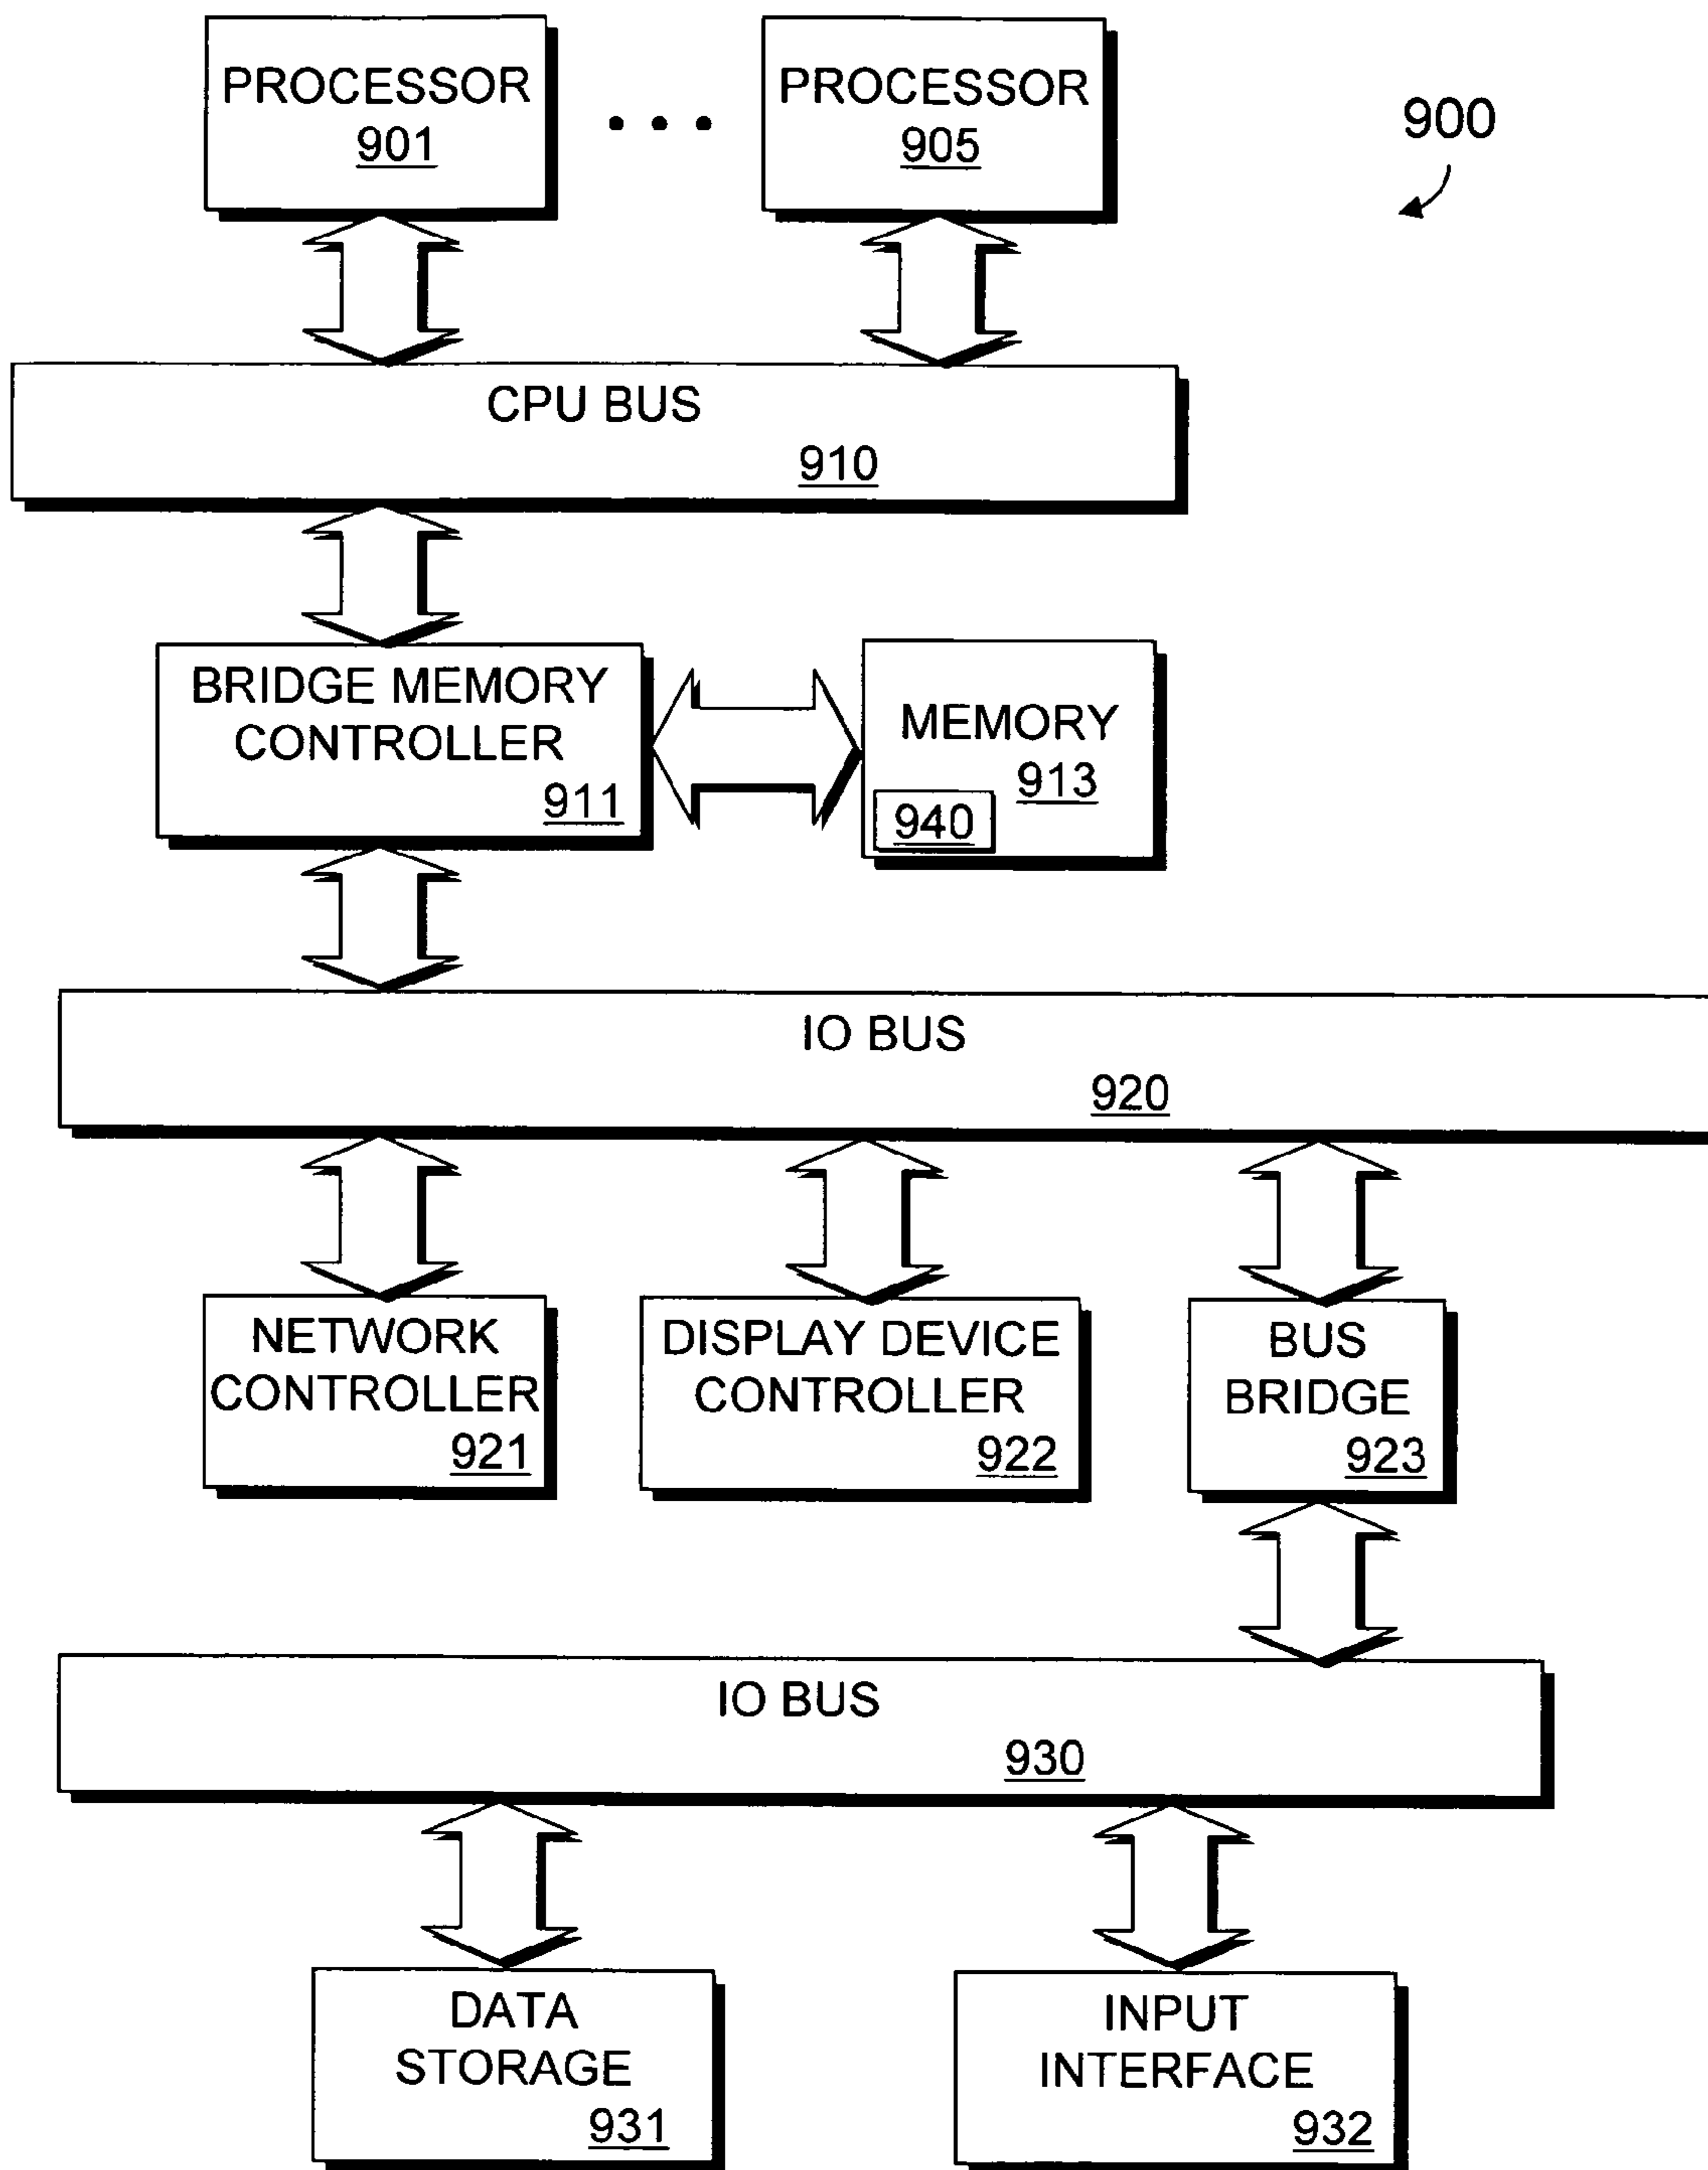 PROCESSOR
901
• • •
PROCESSOR
905
900
CPU BUS
910
BRIDGE MEMORY
CONTROLLER
911
MEMORY
913
940
IO BUS
920
NETWORK
CONTROLLER
921
DISPLAY DEVICE
CONTROLLER
922
BUS
BRIDGE
923
IO BUS
930
DATA
STORAGE
931
INPUT
INTERFACE
932